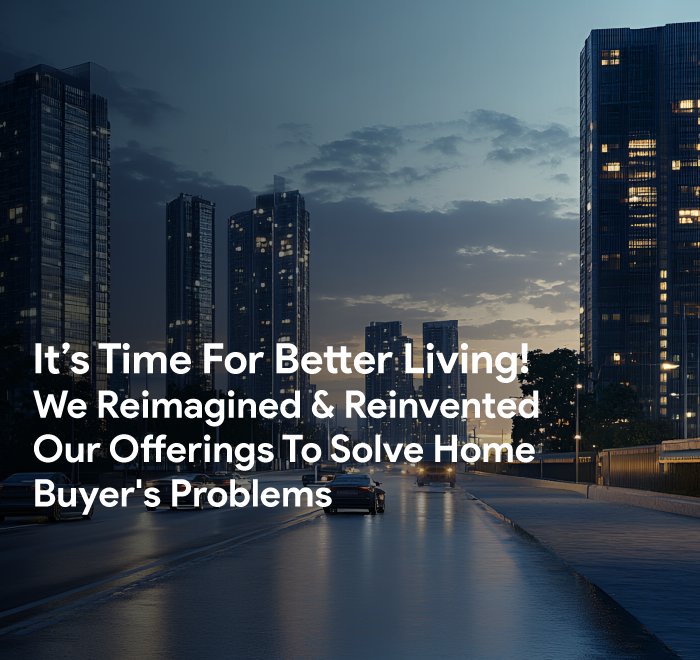 It’s Time For Better Living!
We Reimagined & Reinvented
Our Offerings To Solve Home
Buyer's Problems